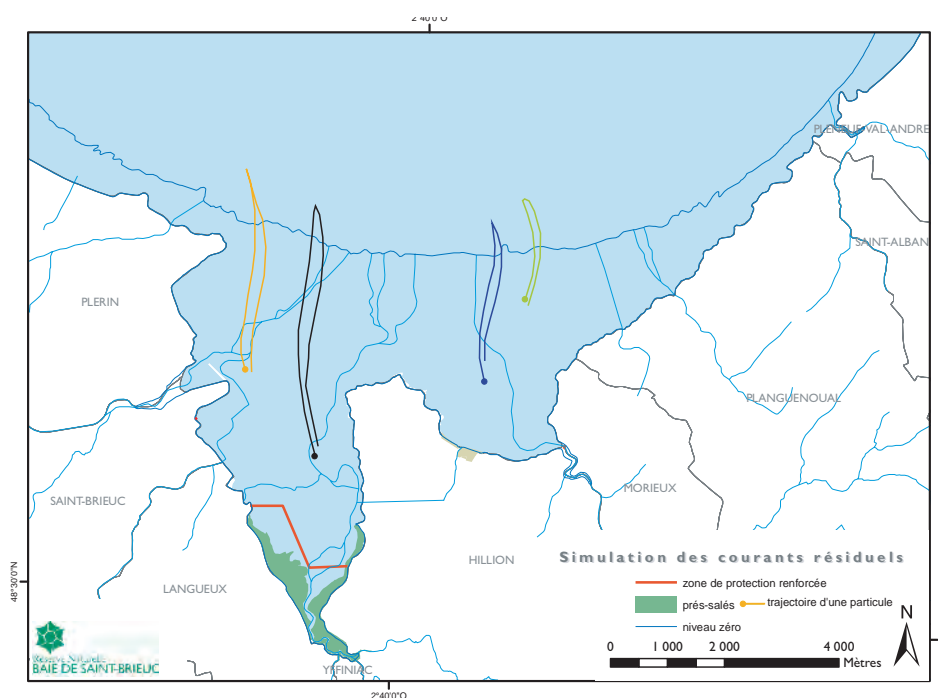 2°40'0"O
PLENEUF-VAL-ANDRE
SAINT-ALBAN
PLERIN
PLANGUENOUAL
MORIEUX
SAINT-BRIEUC
HILLION
LANGUEUX
YFFINIAC
48°30'0"N
Simulation des courants résiduels
zone de protection renforcée
prés-salés
trajectoire d'une particule
niveau zéro
N
0 1 000 2 000 4 000
Mètres
Réserve Naturelle
BAIE DE SAINT-BRIEUC
2°40'0"O